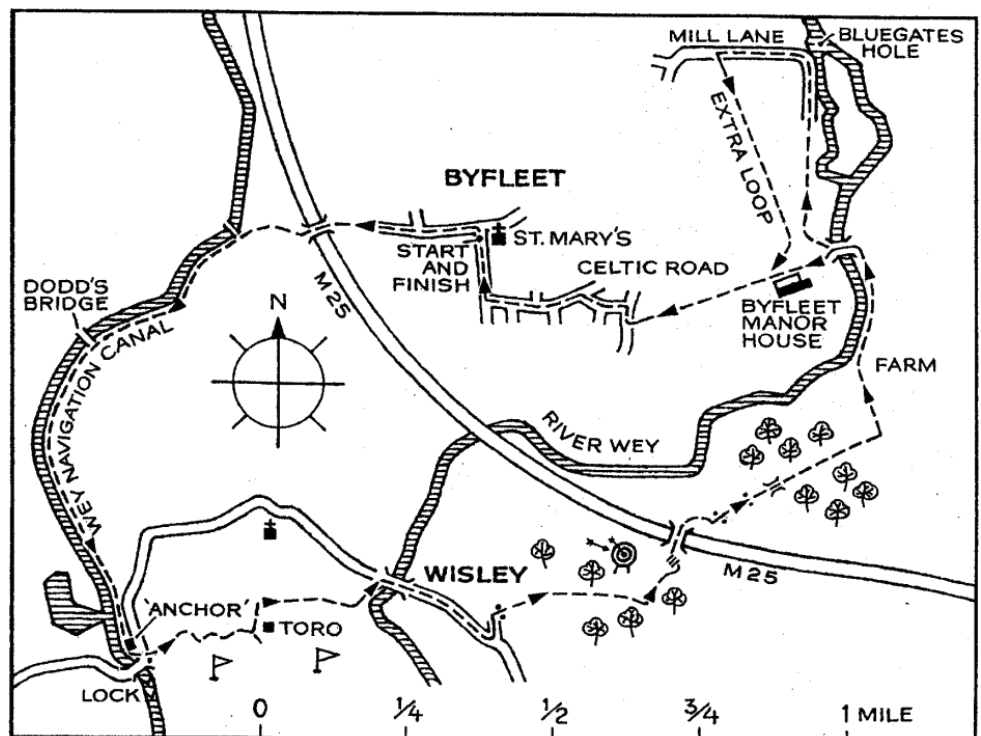 MILL LANE
BLUEGATES
HOLE
EXTRA LOOP
BYFLEET
ST. MARY'S
START
AND
FINISH
CELTIC ROAD
M25
DODD'S
BRIDGE
N
BYFLEET
MANOR
HOUSE
WEY NAVIGATION CANAL
FARM
RIVER WEY
WISLEY
M25
'ANCHOR'
TORO
LOCK
0
1/4
1/2
3/4
1 MILE